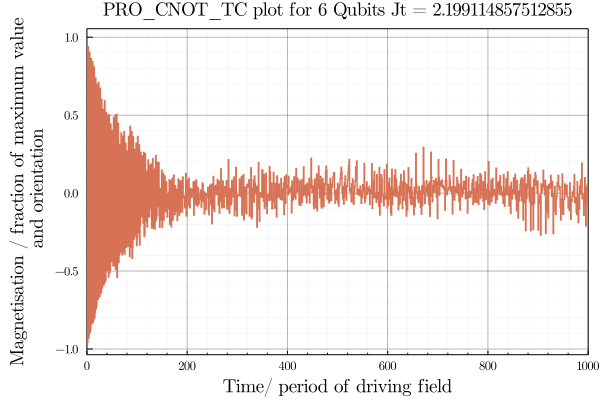 PRO_CNOT_TC plot for 6 Qubits Jt = 2.199114857512855
Magnetisation / fraction of maximum value
and orientation
1.0
0.5
0.0
−0.5
−1.0
0 200 400 600 800 1000
Time/ period of driving field